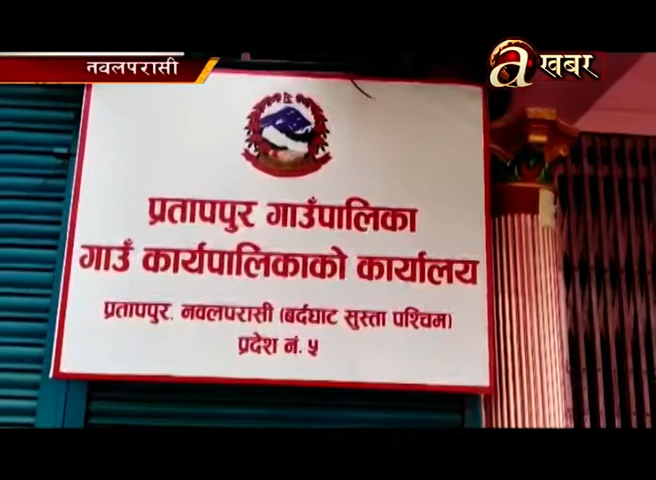 नवलपरासी
a खबर
प्रतापपुर गाउँपालिका
गाउँ कार्यपालिकाको कार्यालय
प्रतापपुर, नवलपरासी (बर्दघाट सुस्ता पश्चिम)
प्रदेश नं. ५